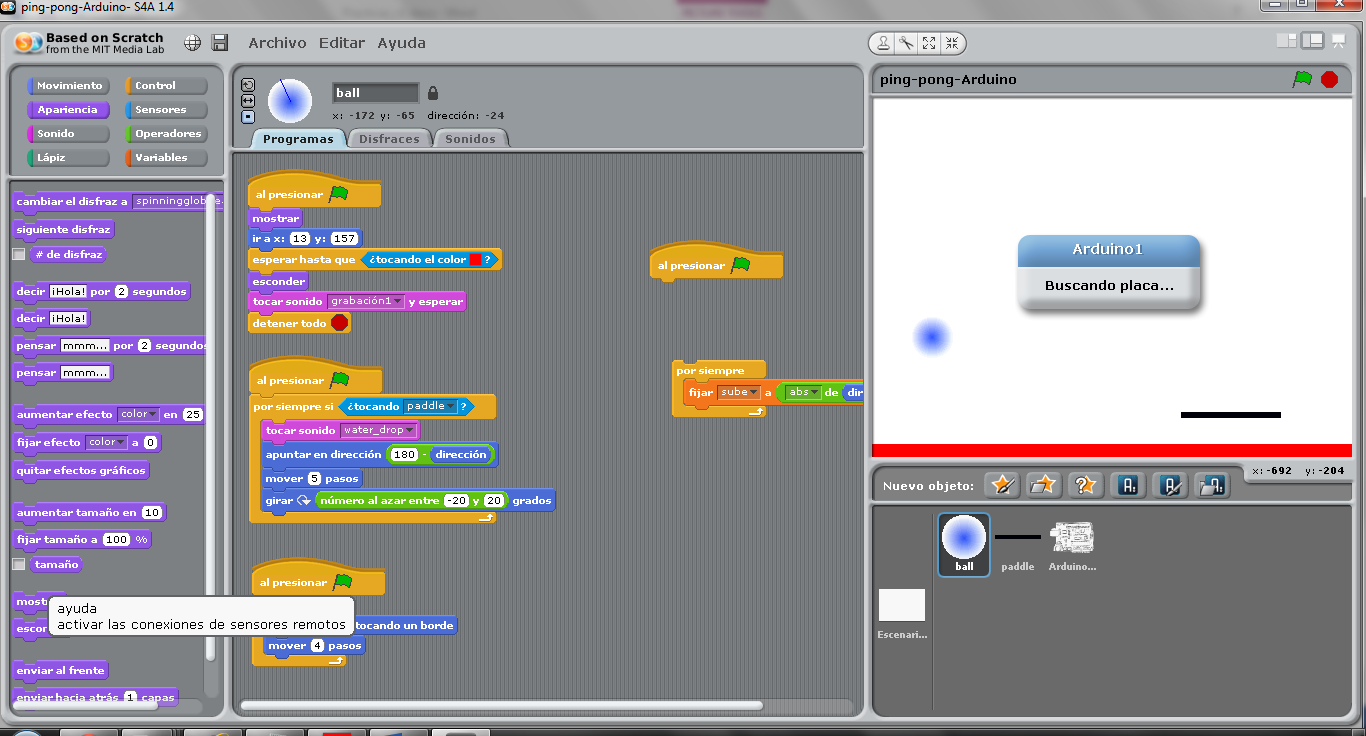 ping-pong-Arduino- S4A 1.4
Based on Scratch
from the MIT Media Lab
Archivo Editar Ayuda
Movimiento Control
Apariencia Sensores
Sonido Operadores
Lápiz Variables
cambiar el disfraz a
siguiente disfraz
# de disfraz
decir ¡Hola! por 2 segundos
decir ¡Hola!
pensar mmm... por 2 segundos
pensar mmm...
aumentar efecto color en 25
fijar efecto color a 0
quitar efectos gráficos
aumentar tamaño en 10
fijar tamaño a 100 %
tamaño
ayuda
activar las conexiones de sensores remotos
enviar al frente
enviar hacia atrás 1 capas
ball
x: -172 y: -65 dirección: -24
Programas Disfraces Sonidos
al presionar
mostrar
ir a x: 13 y: 157
esperar hasta que ¿tocando el color ?
esconder
tocar sonido grabación1 y esperar
detener todo
al presionar
por siempre si ¿tocando paddle ?
tocar sonido water_drop
apuntar en dirección 180 - dirección
mover 5 pasos
girar número al azar entre -20 y 20 grados
al presionar
tocando un borde
mover 4 pasos
al presionar
por siempre
fijar sube a abs de
ping-pong-Arduino
Arduino1
Buscando placa...
x: -692 y: -204
Nuevo objeto:
ball
paddle
Arduino...
Escenari...